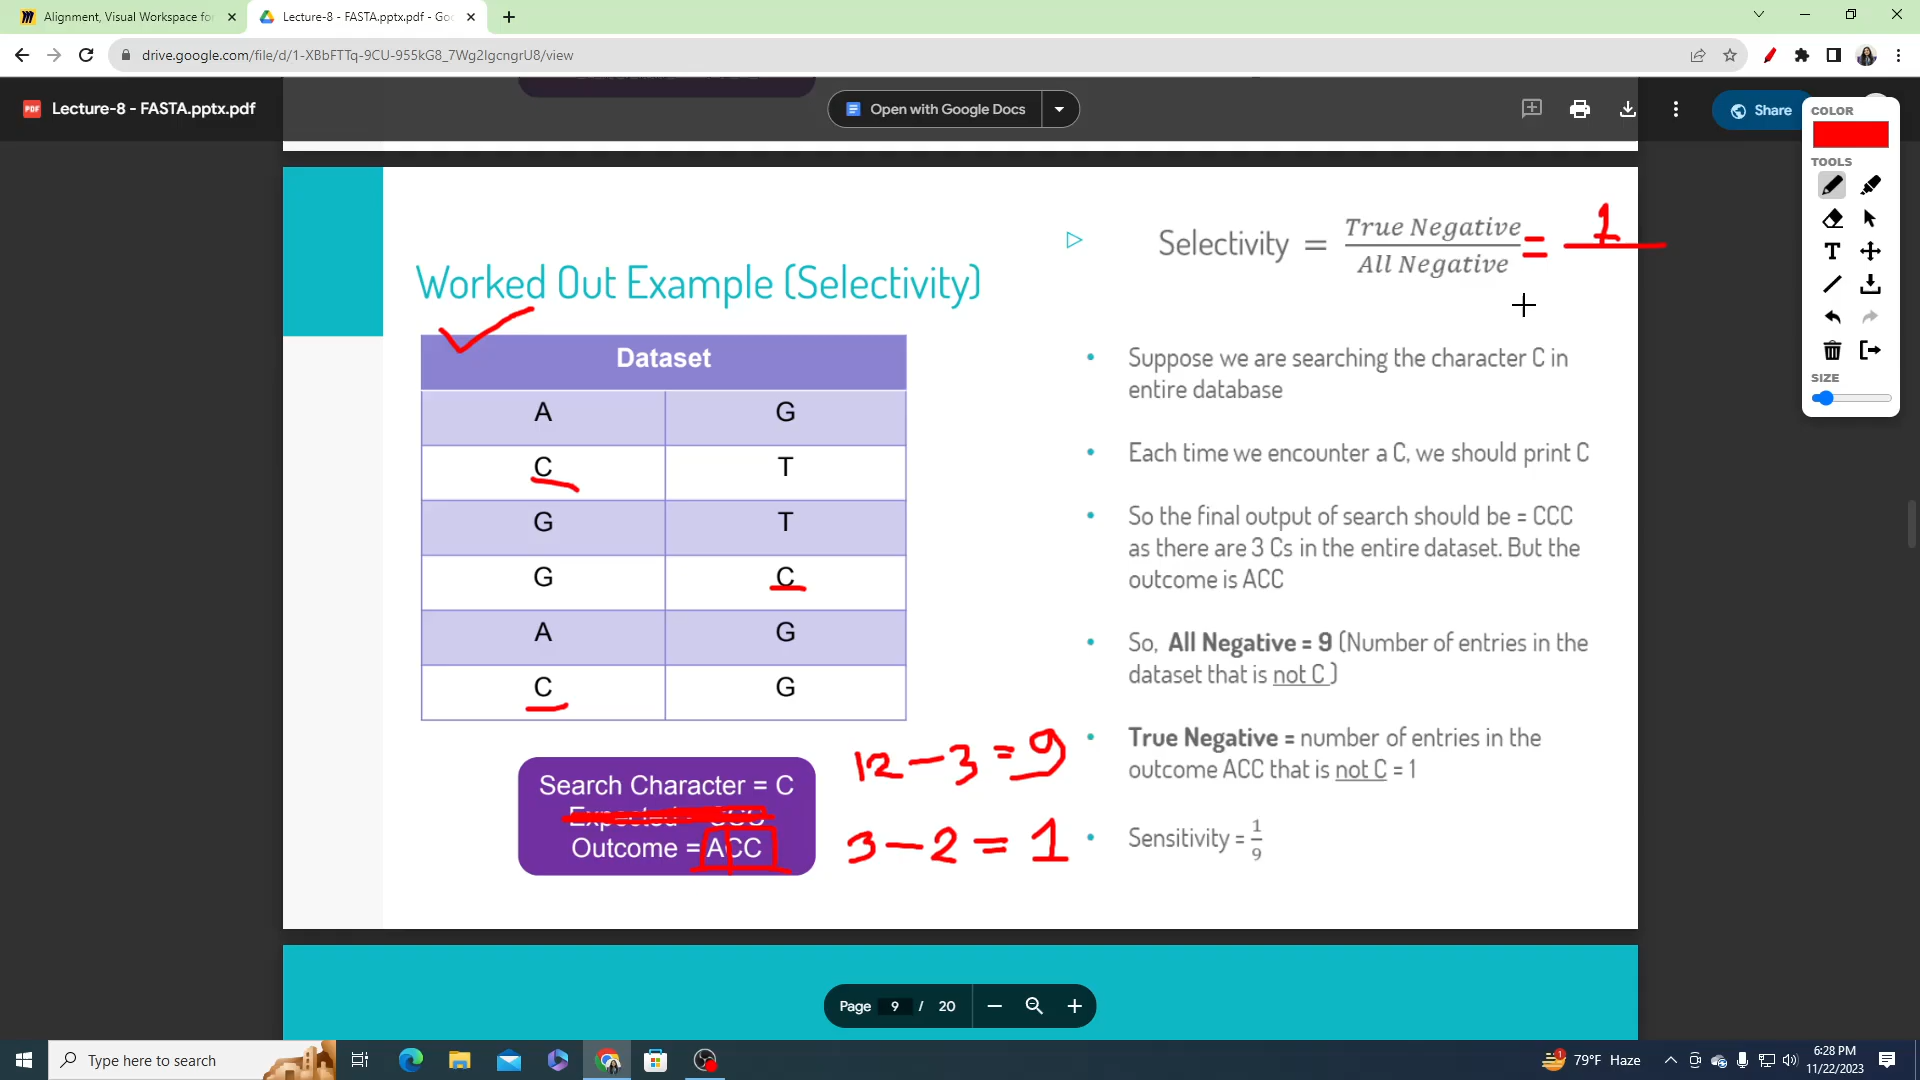 Alignment, Visual Workspace for
Lecture-8 - FASTA.pptx.pdf - Goo
drive.google.com/file/d/1-XBbFTTq-9CU-955kG8_7Wg2IgcngrU8/view
PDF Lecture-8 - FASTA.pptx.pdf
Open with Google Docs
Share
COLOR
TOOLS
T
SIZE
Selectivity = True Negative / All Negative = 1
Worked Out Example (Selectivity)
Dataset
A G
C T
G T
G C
A G
C G
Search Character = C
Expected = CCC
Outcome = ACC
12 - 3 = 9
3 - 2 = 1
• Suppose we are searching the character C in
entire database
• Each time we encounter a C, we should print C
• So the final output of search should be = CCC
as there are 3 Cs in the entire dataset. But the
outcome is ACC
• So, All Negative = 9 (Number of entries in the
dataset that is not C )
• True Negative = number of entries in the
outcome ACC that is not C = 1
• Sensitivity = 1/9
Page 9 / 20
Type here to search
79°F Haze
6:28 PM
11/22/2023